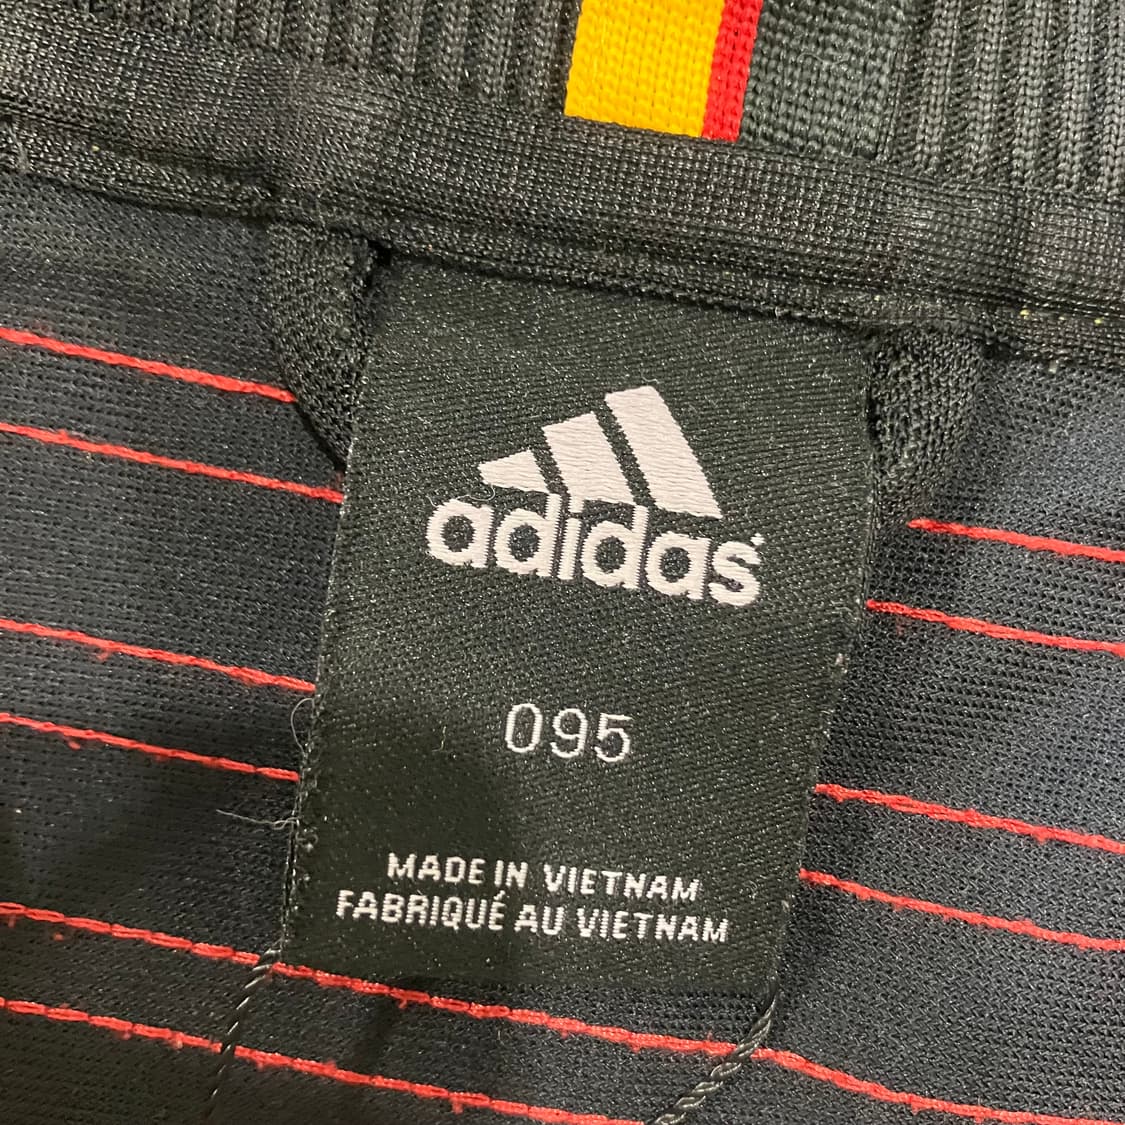 adidas
095
MADE IN VIETNAM
FABRIQUÉ AU VIETNAM